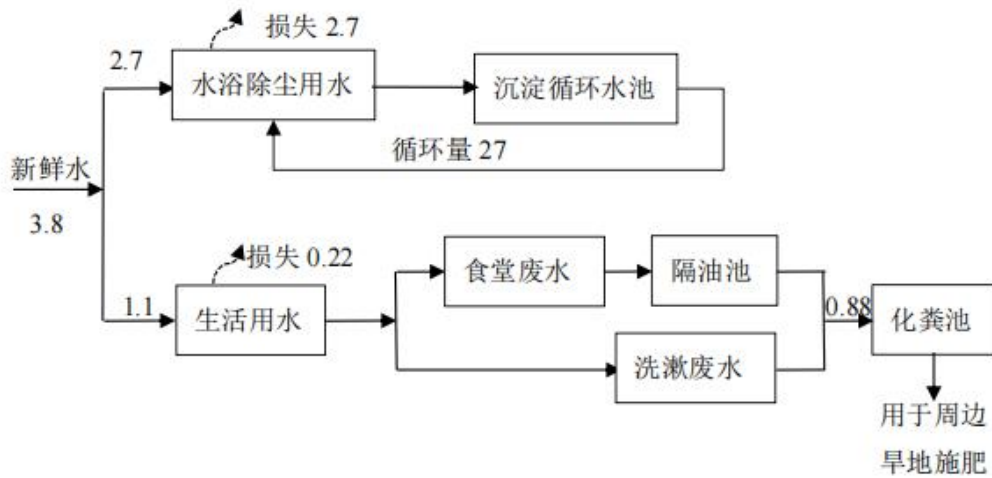 损失 2.7
2.7
水浴除尘用水
沉淀循环水池
循环量 27
新鲜水
3.8
损失 0.22
食堂废水
隔油池
1.1
生活用水
0.88
化粪池
洗漱废水
用于周边
旱地施肥